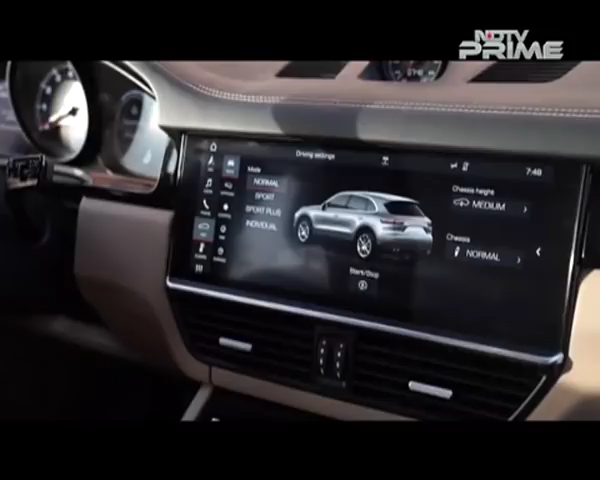 NDTV
PRIME
Driving settings
7:48
Mode
NORMAL
SPORT
SPORT PLUS
INDIVIDUAL
Chassis height
MEDIUM
Chassis
NORMAL
Start/Stop